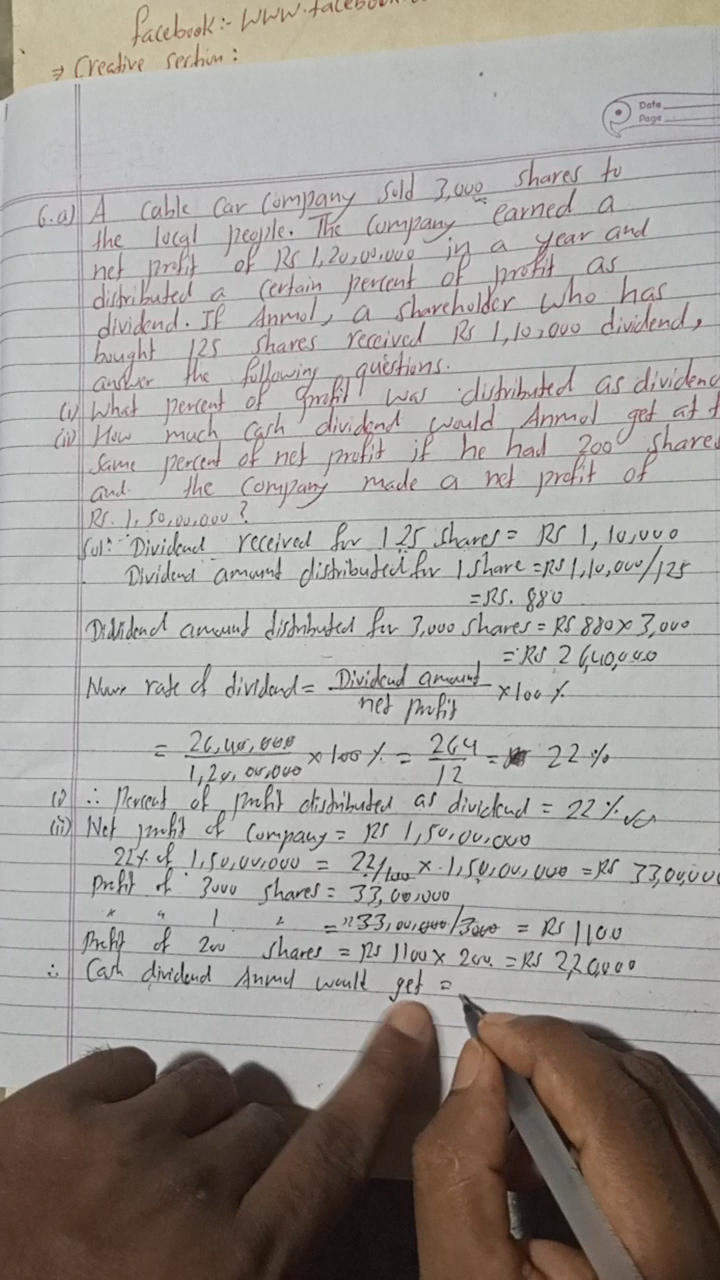 facebook:- www.facebook.
⇒ Creative section:
Date
Page
6.a) A Cable Car Company Sold 3,000 shares to
the local people. The Company earned a
net profit of Rs 1,20,00,000 in a year and
distributed a certain percent of profit as
dividend. If Anmol, a shareholder who has
bought 125 shares received Rs 1,10,000 dividend,
answer the following questions.
(i) What percent of profit was distributed as dividend
(ii) How much cash dividend would Anmol get at t
same percent of net profit if he had 200 share
and the Company made a net profit of
Rs. 1,50,00,000?
Sol: Dividend received for 125 shares = Rs 1,10,000
Dividend amount distributed for 1 share = Rs 1,10,000/125
= Rs. 880
Dididend amount distributed for 3,000 shares = Rs 880 × 3,000
= Rs 26,40,000
Now rate of dividend = Dividend amount/net profit × 100 %
= 26,40,000/1,20,00,000 × 100 % = 264/12 = 22 %
(i) ∴ Percent of profit distributed as dividend = 22 %
(ii) Net profit of Company = Rs 1,50,00,000
22% of 1,50,00,000 = 22/100 × 1,50,00,000 = Rs 33,00,000
Profit of 3000 shares = 33,00,000
" " 1 " = "33,00,000/3000 = Rs 1100
Profit of 200 shares = Rs 1100 × 200 = Rs 2,20,000
∴ Cash dividend Anmol would get =